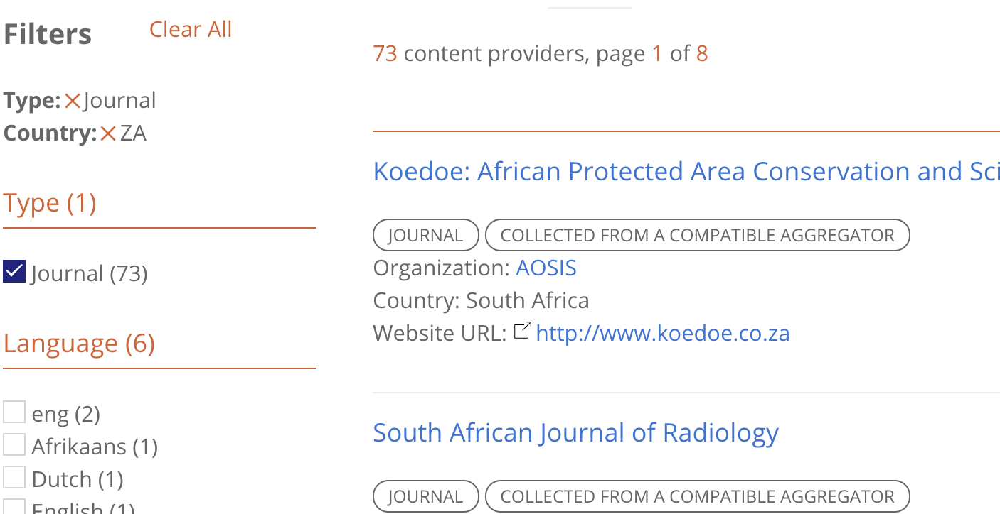 Filters
Clear All
Type: Journal
Country: ZA
Type (1)
Journal (73)
Language (6)
eng (2)
Afrikaans (1)
Dutch (1)
English (1)
73 content providers, page 1 of 8
Koedoe: African Protected Area Conservation and Sci
JOURNAL
COLLECTED FROM A COMPATIBLE AGGREGATOR
Organization: AOSIS
Country: South Africa
Website URL: http://www.koedoe.co.za
South African Journal of Radiology
JOURNAL
COLLECTED FROM A COMPATIBLE AGGREGATOR